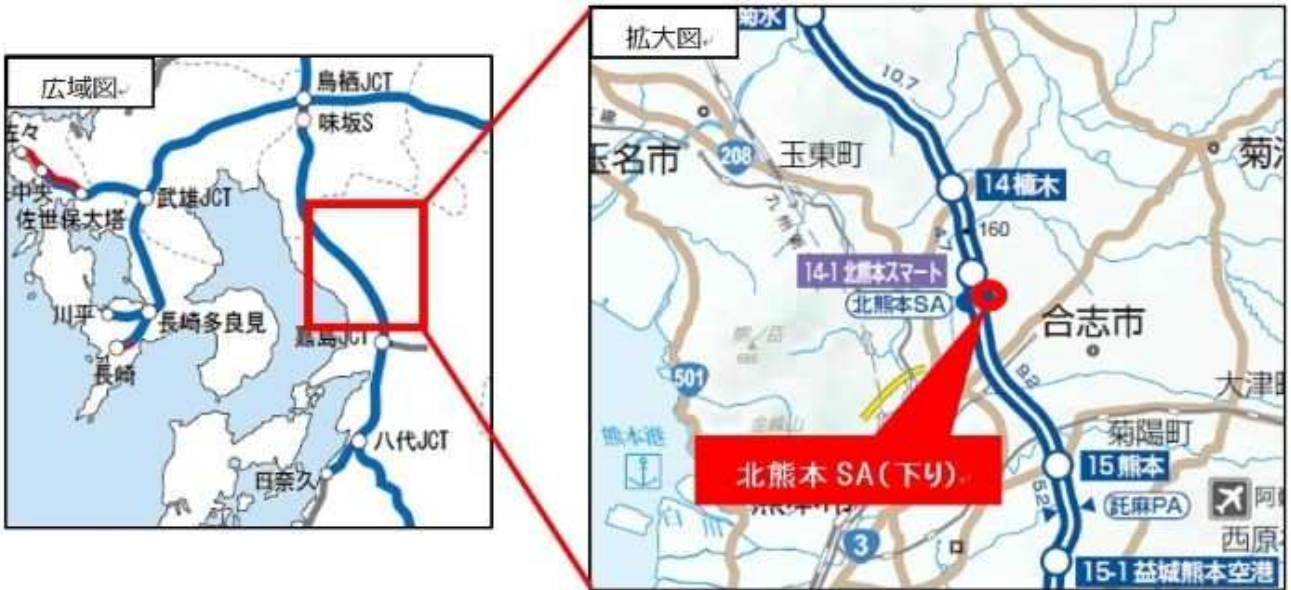 広域図
鳥栖JCT
味坂S
佐々
中央
佐世保大塔
武雄JCT
川平
長崎多良見
長崎
嘉島JCT
八代JCT
日奈久
拡大図
菊水
10.7
玉名市
208
玉東町
14 植木
4.7
160
14-1 北熊本スマート
北熊本SA
合志市
9.2
501
大津町
菊陽町
熊本港
北熊本 SA(下り)
15 熊本
5.2
託麻PA
西原
3
15-1 益城熊本空港